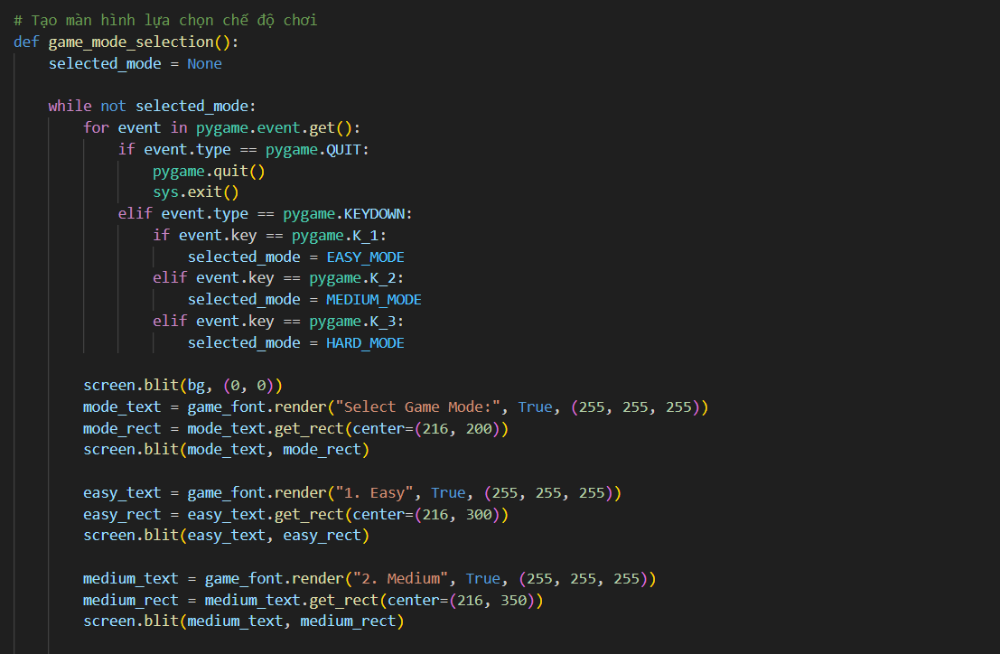 # Tạo màn hình lựa chọn chế độ chơi
def game_mode_selection():
    selected_mode = None

    while not selected_mode:
        for event in pygame.event.get():
            if event.type == pygame.QUIT:
                pygame.quit()
                sys.exit()
            elif event.type == pygame.KEYDOWN:
                if event.key == pygame.K_1:
                    selected_mode = EASY_MODE
                elif event.key == pygame.K_2:
                    selected_mode = MEDIUM_MODE
                elif event.key == pygame.K_3:
                    selected_mode = HARD_MODE

        screen.blit(bg, (0, 0))
        mode_text = game_font.render("Select Game Mode:", True, (255, 255, 255))
        mode_rect = mode_text.get_rect(center=(216, 200))
        screen.blit(mode_text, mode_rect)

        easy_text = game_font.render("1. Easy", True, (255, 255, 255))
        easy_rect = easy_text.get_rect(center=(216, 300))
        screen.blit(easy_text, easy_rect)

        medium_text = game_font.render("2. Medium", True, (255, 255, 255))
        medium_rect = medium_text.get_rect(center=(216, 350))
        screen.blit(medium_text, medium_rect)